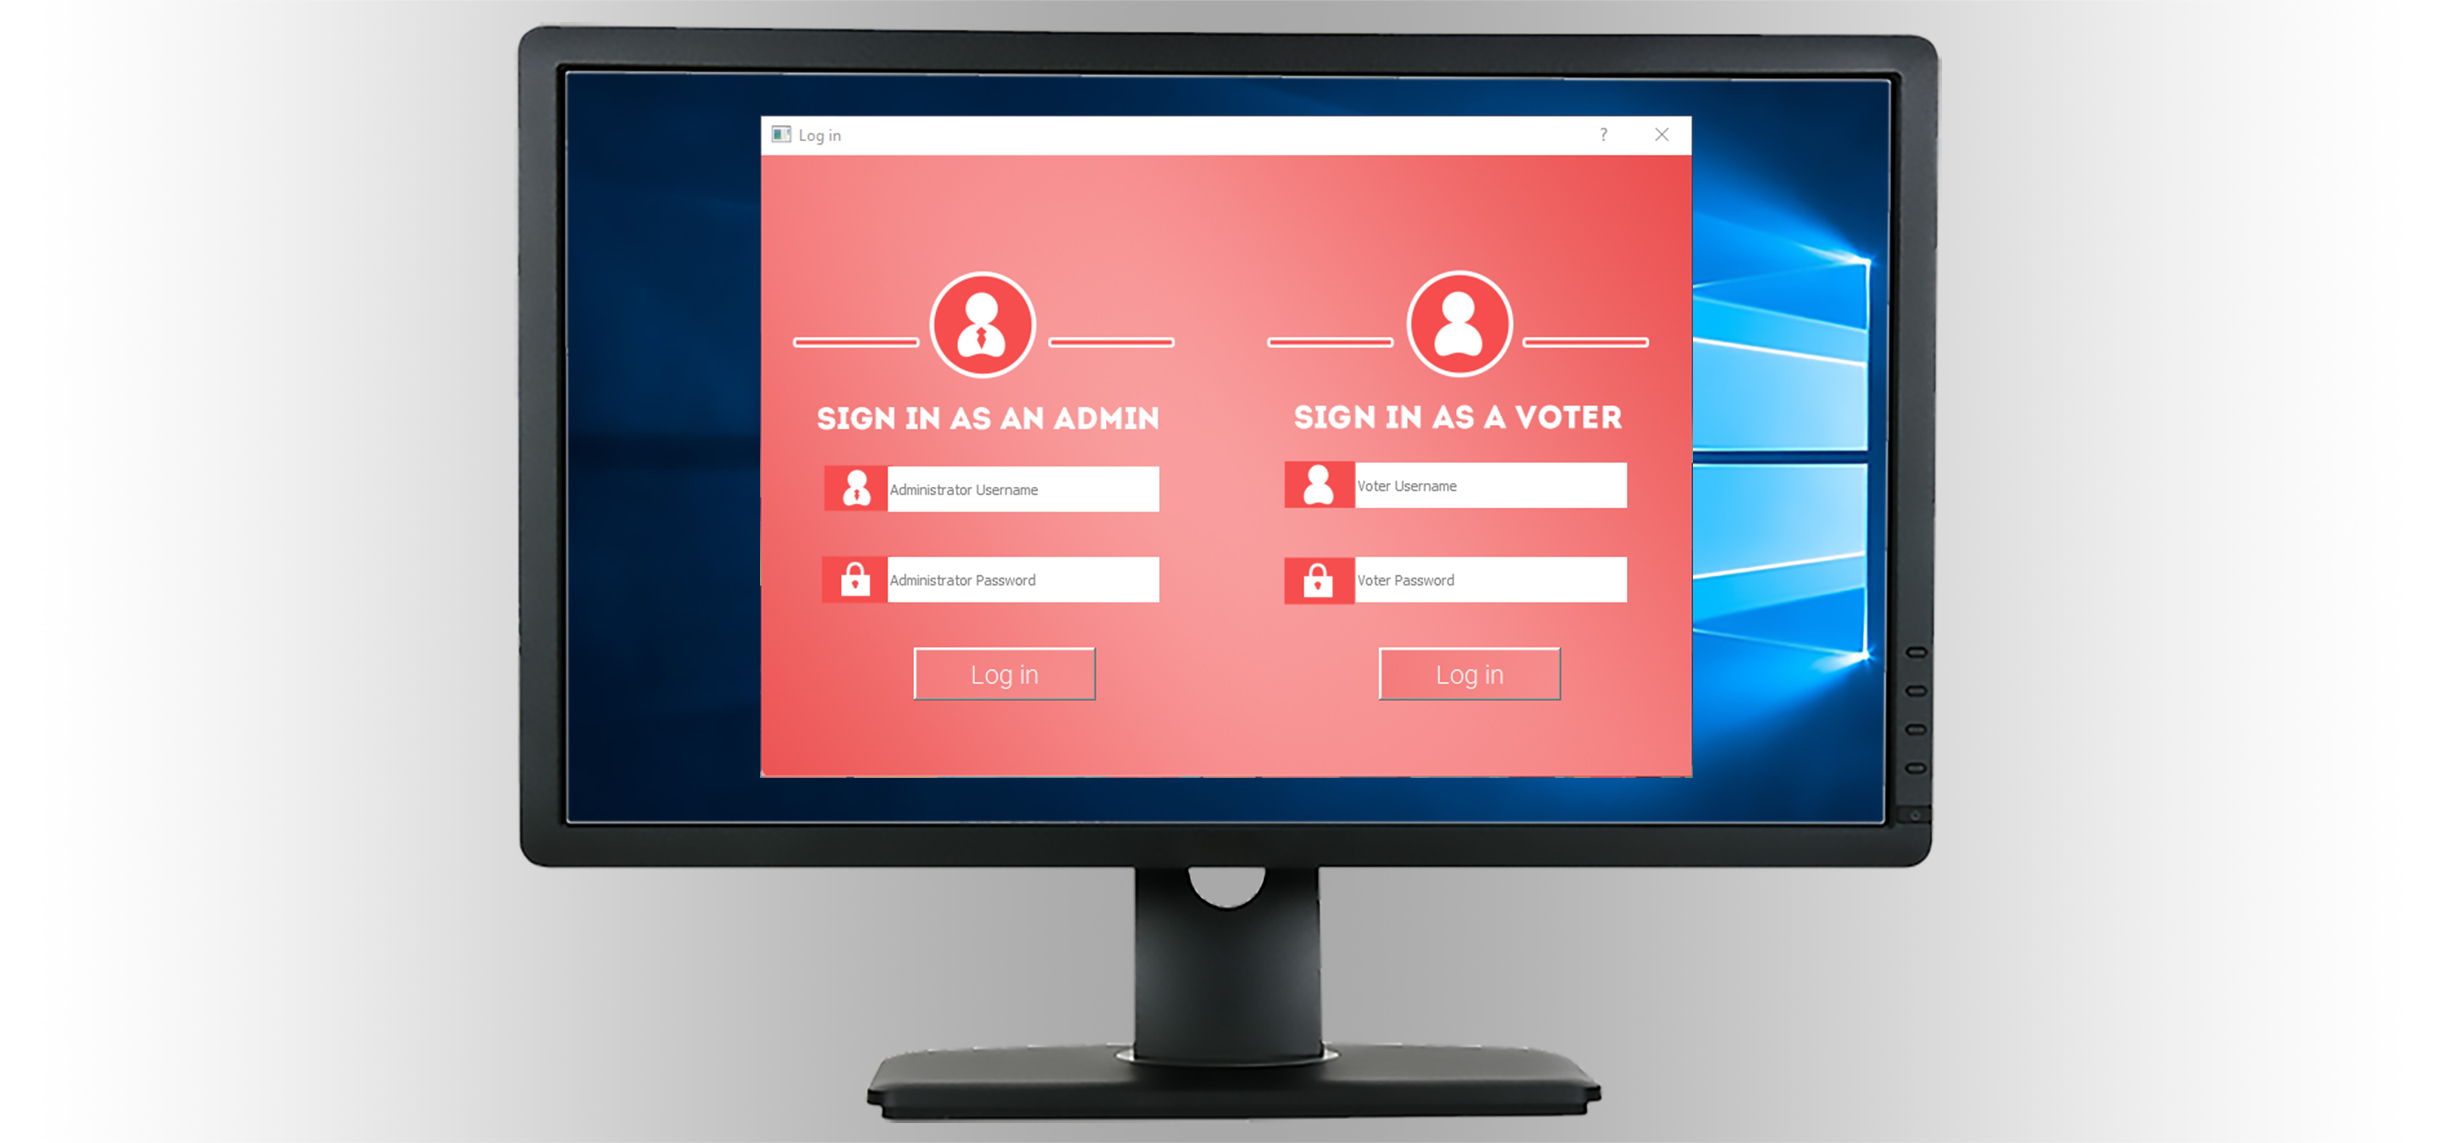 Log in
?
SIGN IN AS AN ADMIN
Administrator Username
Administrator Password
Log in
SIGN IN AS A VOTER
Voter Username
Voter Password
Log in